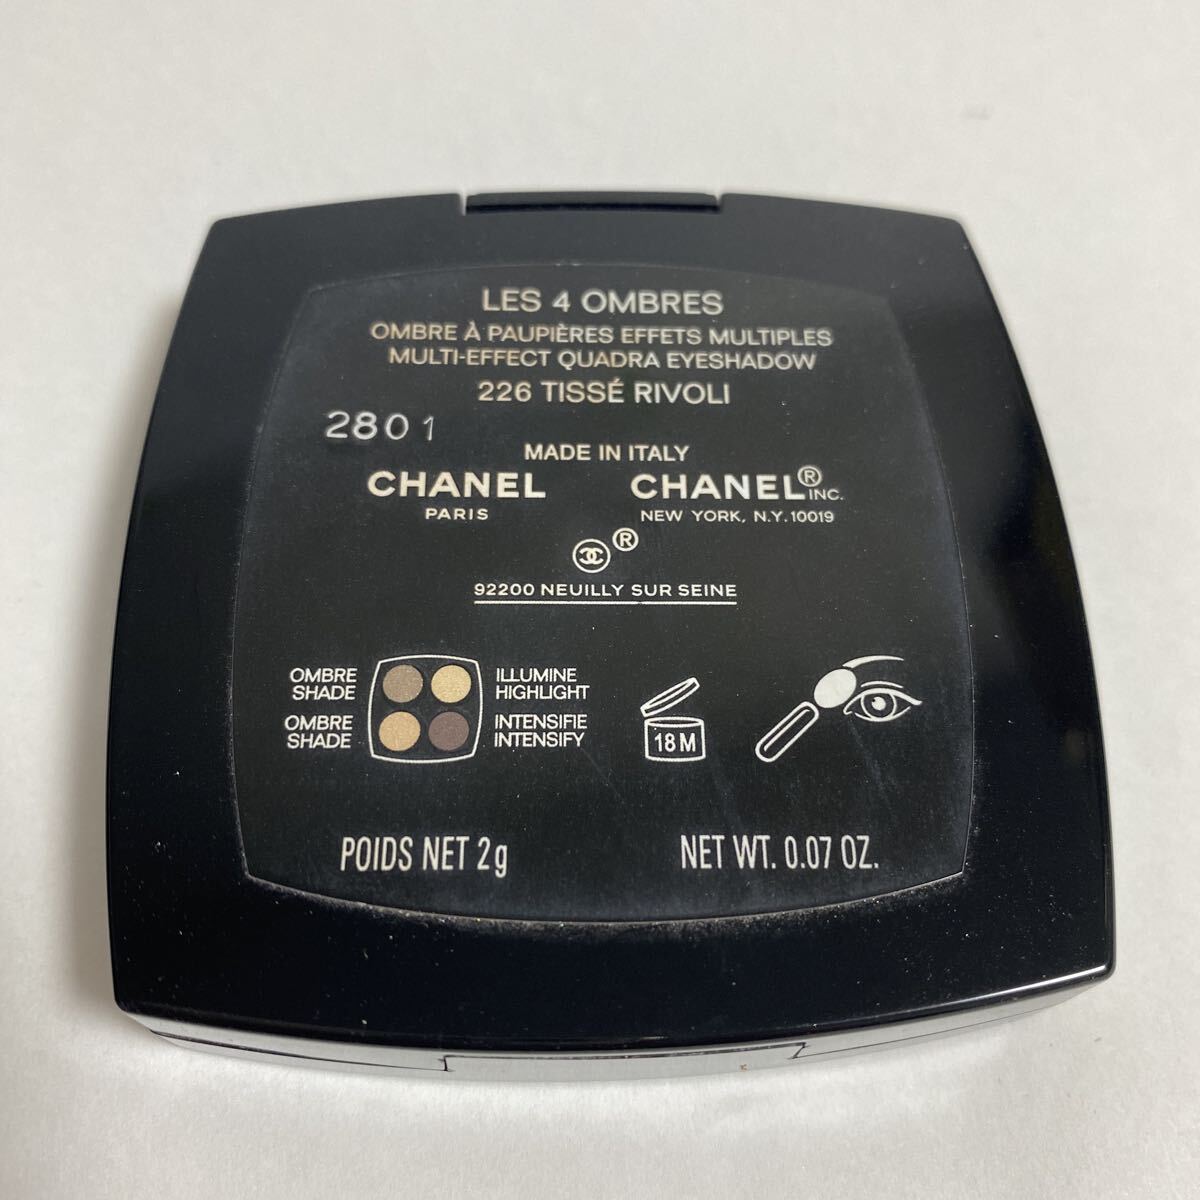 LES 4 OMBRES
OMBRE À PAUPIÈRES EFFETS MULTIPLES
MULTI-EFFECT QUADRA EYESHADOW
226 TISSÉ RIVOLI
2801
MADE IN ITALY
CHANEL
PARIS
CHANEL® INC.
NEW YORK, N.Y. 10019
®
92200 NEUILLY SUR SEINE
OMBRE
SHADE
ILLUMINE
HIGHLIGHT
OMBRE
SHADE
INTENSIFIE
INTENSIFY
18 M
POIDS NET 2g
NET WT. 0.07 OZ.